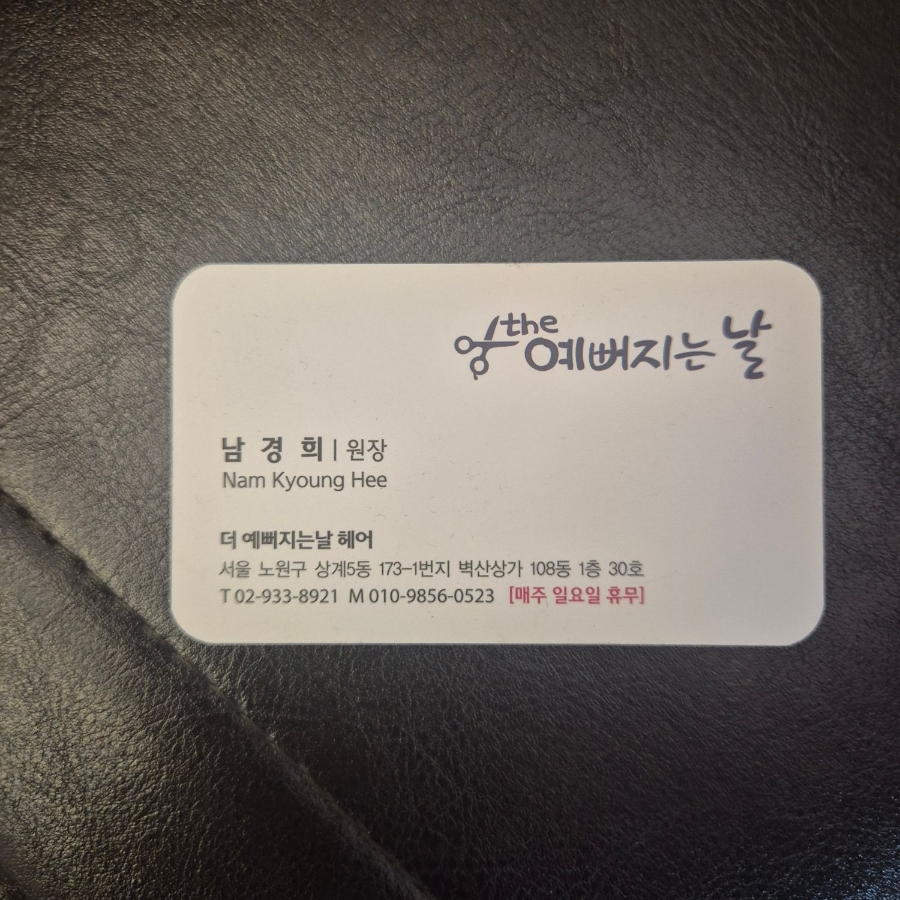 the
예뻐지는 날
남 경 희 | 원장
Nam Kyoung Hee
더 예뻐지는날 헤어
서울 노원구 상계5동 173-1번지 벽산상가 108동 1층 30호
T 02-933-8921 M 010-9856-0523 [매주 일요일 휴무]